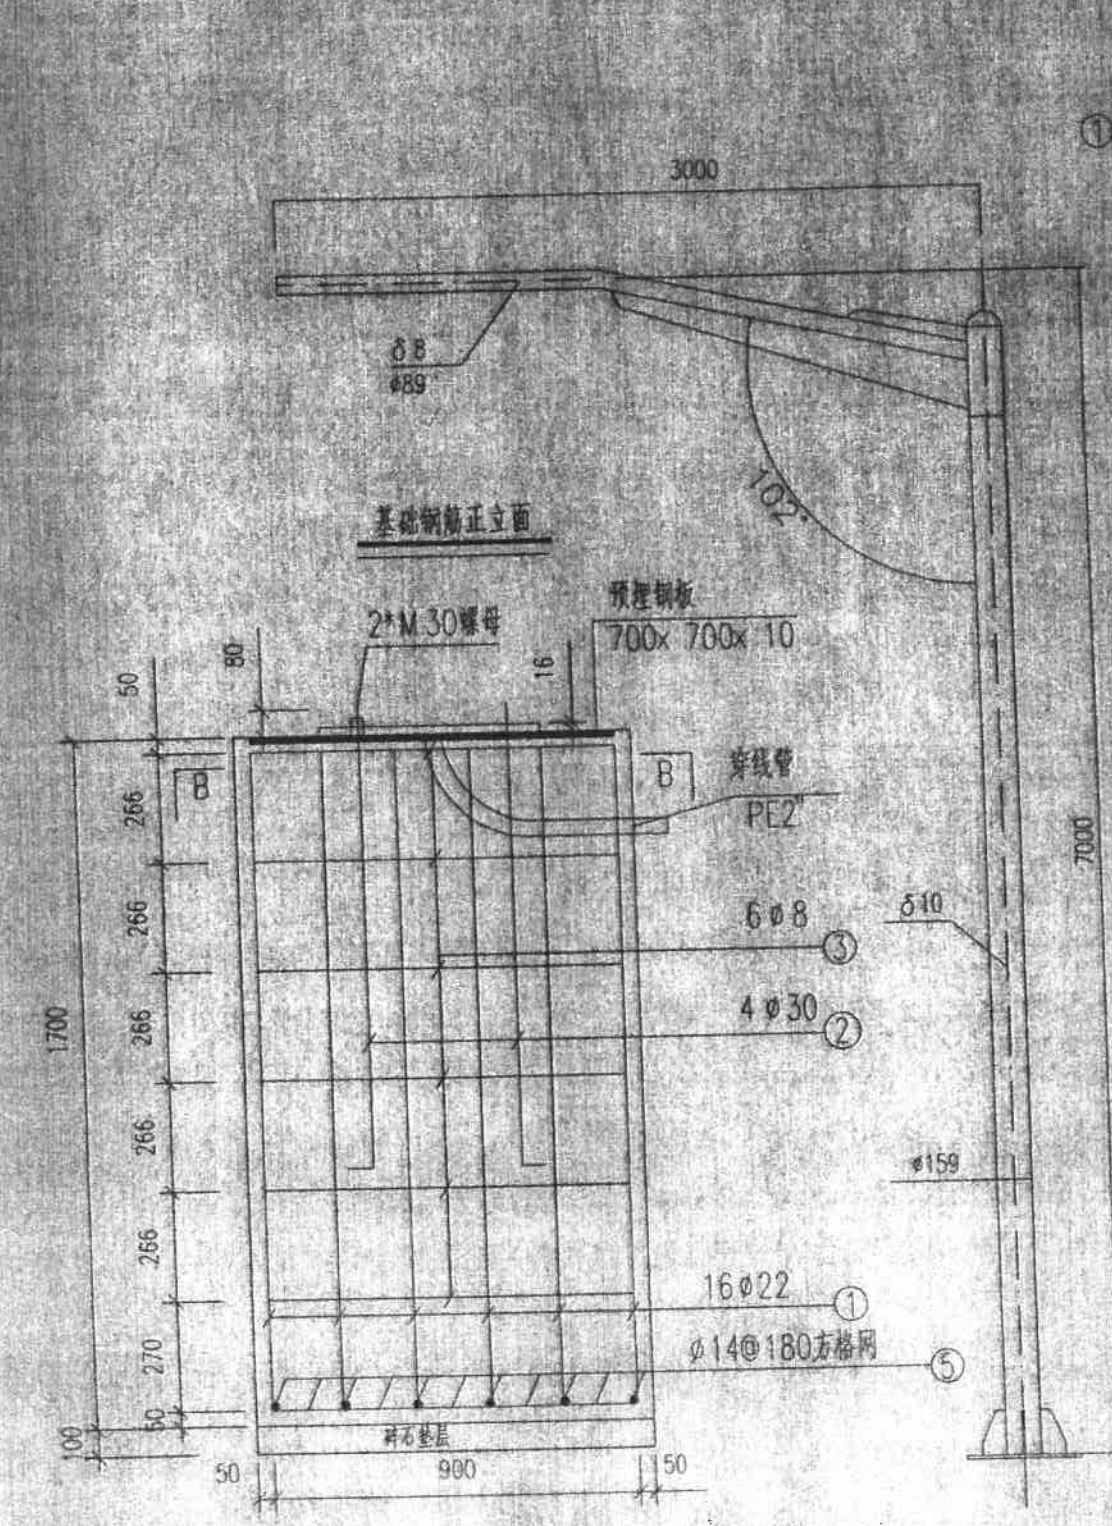 ①
3000
δ8
ø89
102°
基础钢筋正立面
预埋钢板
700x 700x 10
2*M.30螺母
80
16
50
B
B
穿线管
PE2"
266
266
266
266
266
270
50
100
1700
7000
6ø8
③
δ10
4ø30
②
ø159
16ø22
①
ø14@180方格网
⑤
碎石垫层
50
900
50